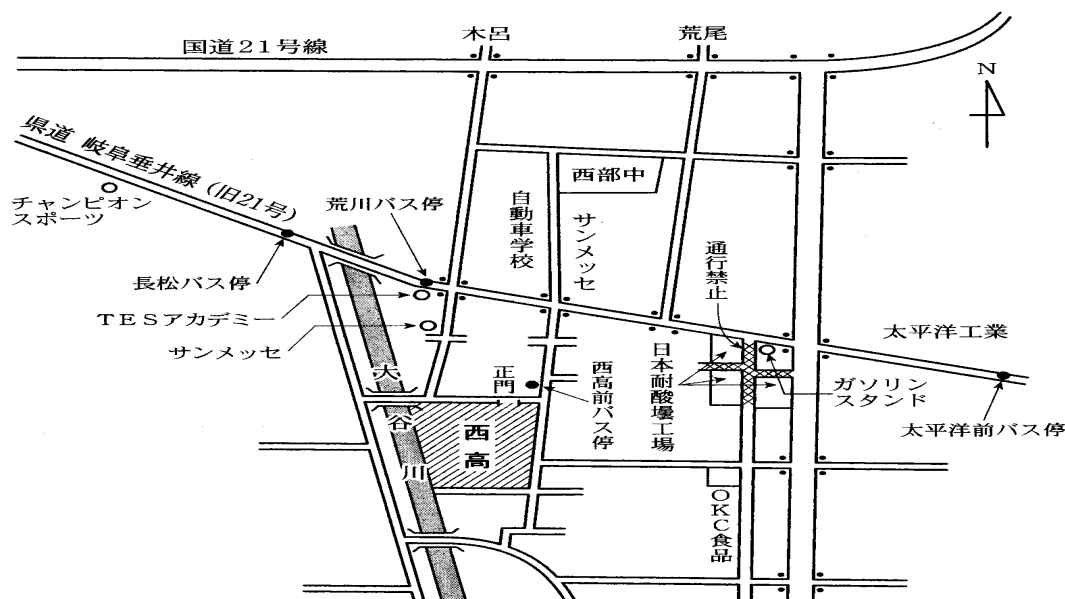 木呂
荒尾
国道21号線
N
県道 岐阜垂井線 (旧21号)
チャンピオン
スポーツ
荒川バス停
自動車学校
西部中
サンメッセ
通行禁止
長松バス停
TESアカデミー
サンメッセ
太平洋工業
大谷川
正門
西高前バス停
日本耐酸壜工場
ガソリン
スタンド
太平洋前バス停
西高
OKC食品